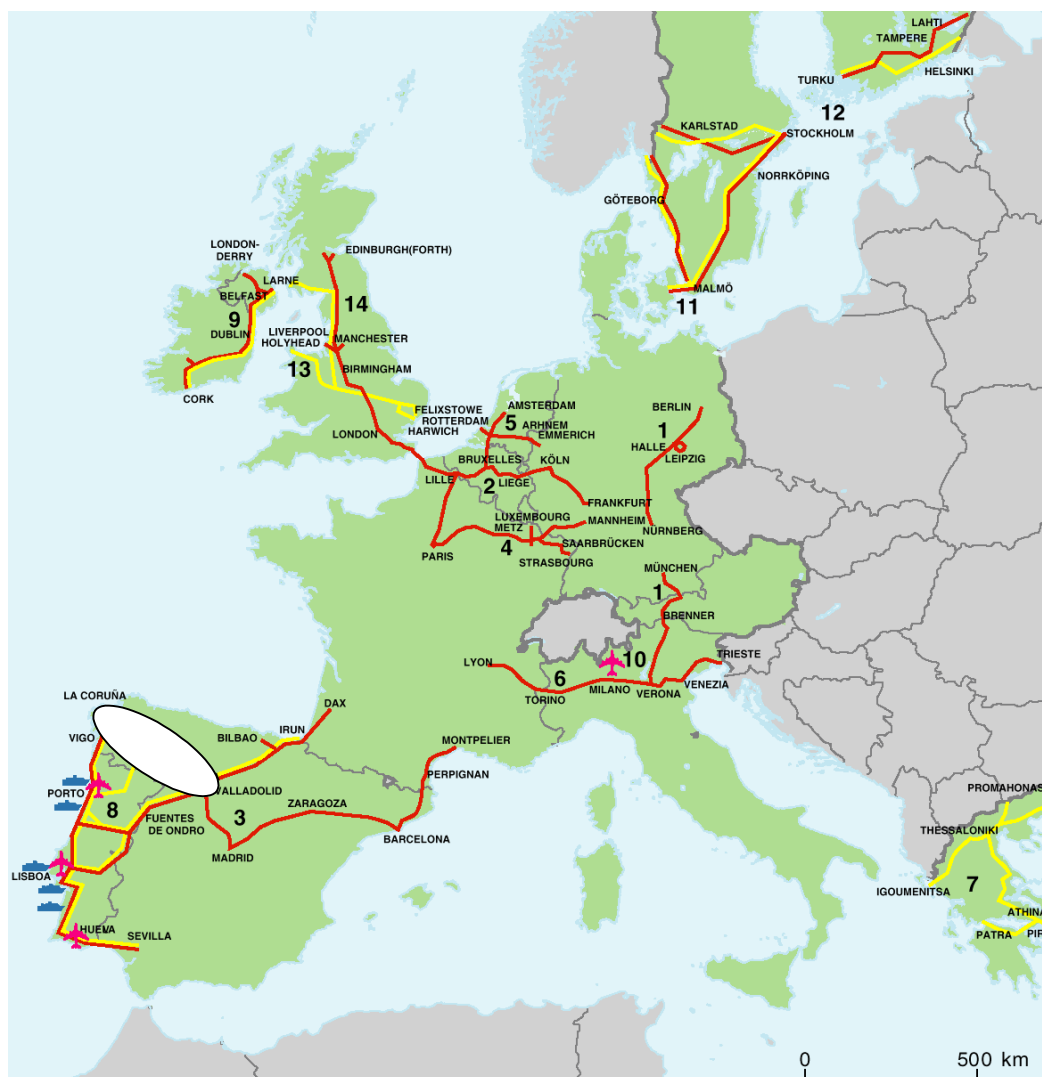 LAHTI
TAMPERE
HELSINKI
TURKU
12
KARLSTAD
STOCKHOLM
NORRKÖPING
GÖTEBORG
MALMÖ
11
LONDON-
DERRY
EDINBURGH(FORTH)
LARNE
BELFAST
14
9
DUBLIN
LIVERPOOL
HOLYHEAD
MANCHESTER
13
BIRMINGHAM
CORK
FELIXSTOWE
ROTTERDAM
HARWICH
LONDON
AMSTERDAM
5
ARHNEM
EMMERICH
BERLIN
1
HALLE
LEIPZIG
BRUXELLES
KÖLN
LILLE
2
LIEGE
FRANKFURT
LUXEMBOURG
MANNHEIM
METZ
NÜRNBERG
PARIS
4
SAARBRÜCKEN
STRASBOURG
MÜNCHEN
1
BRENNER
LYON
10
TRIESTE
6
MILANO
VENEZIA
TORINO
VERONA
LA CORUÑA
DAX
VIGO
BILBAO
IRUN
MONTPELIER
PERPIGNAN
PORTO
VALLADOLID
8
ZARAGOZA
3
FUENTES
DE ONDRO
BARCELONA
MADRID
LISBOA
HUELVA
SEVILLA
PROMAHONAS
THESSALONIKI
7
IGOUMENITSA
ATHINA
PATRA
PIR
0
500 km